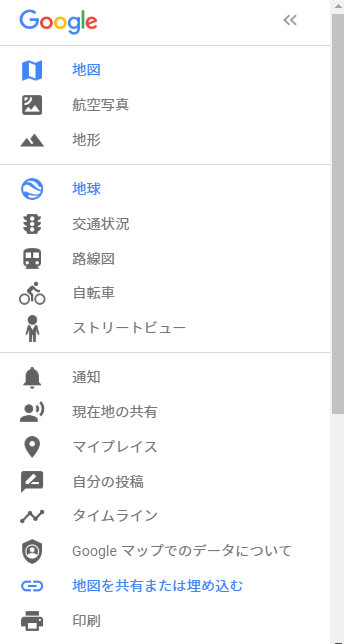 Google
地図
航空写真
地形
地球
交通状況
路線図
自転車
ストリートビュー
通知
現在地の共有
マイプレイス
自分の投稿
タイムライン
Google マップでのデータについて
地図を共有または埋め込む
印刷